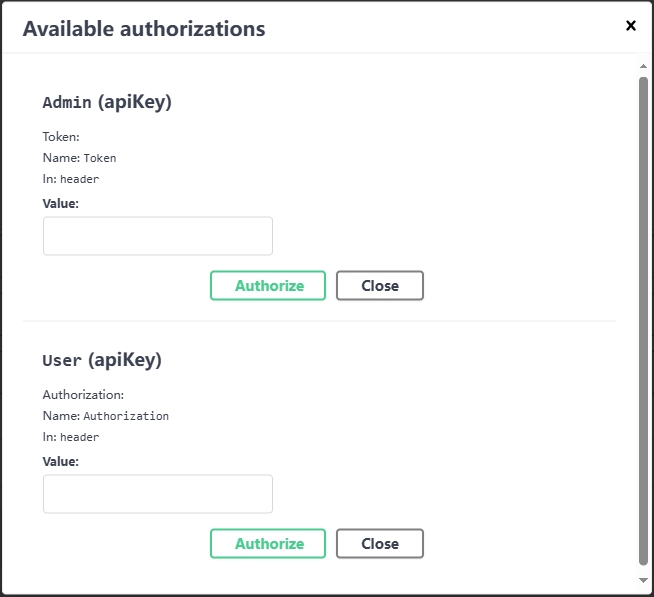 Available authorizations
Admin (apiKey)
Token:
Name: Token
In: header
Value:
Authorize Close
User (apiKey)
Authorization:
Name: Authorization
In: header
Value:
Authorize Close